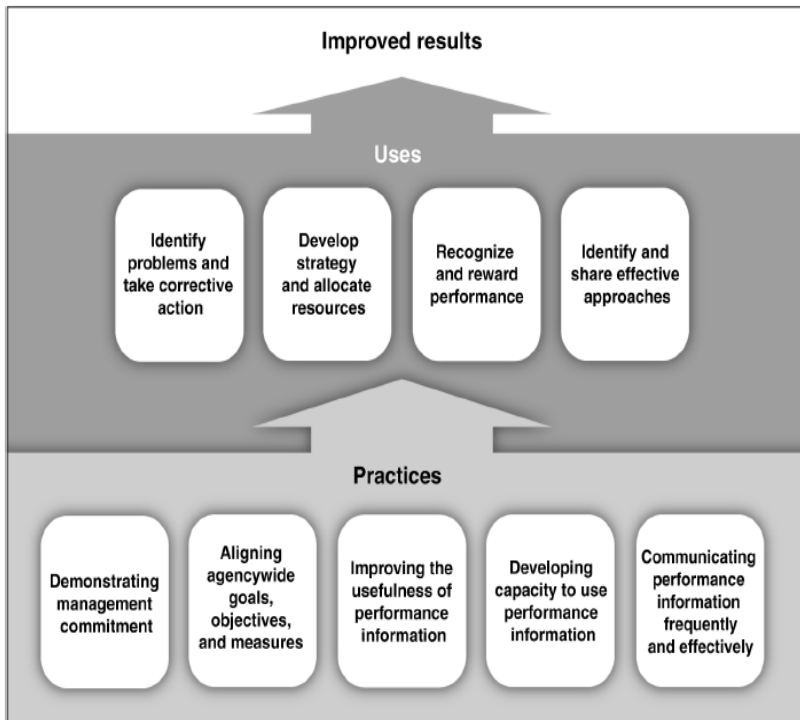 Improved results
Uses
Identify
problems and
take corrective
action
Develop
strategy
and allocate
resources
Recognize
and reward
performance
Identify and
share effective
approaches
Practices
Demonstrating
management
commitment
Aligning
agencywide
goals,
objectives,
and measures
Improving the
usefulness of
performance
information
Developing
capacity to use
performance
information
Communicating
performance
information
frequently
and effectively